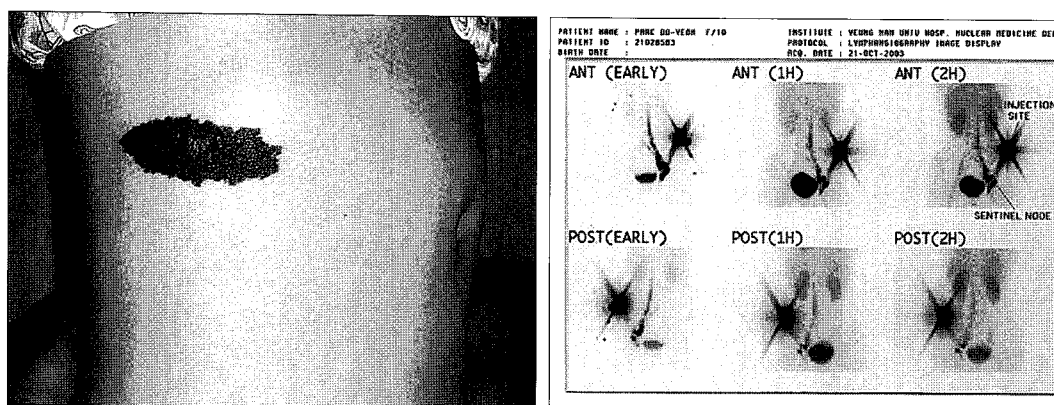 PATIENT NAME : PARK DO-YEON F/10
PATIENT ID : 21028503
BIRTH DATE :
INSTITUTE : YEUNG NAM UNIV HOSP. NUCLEAR MEDICINE DE
PROTOCOL : LYMPHANGIOGRAPHY IMAGE DISPLAY
ACQ. DATE : 21-OCT-2003
ANT (EARLY)
ANT (1H)
ANT (2H)
INJECTION
SITE
SENTINEL NODE
POST(EARLY)
POST(1H)
POST(2H)